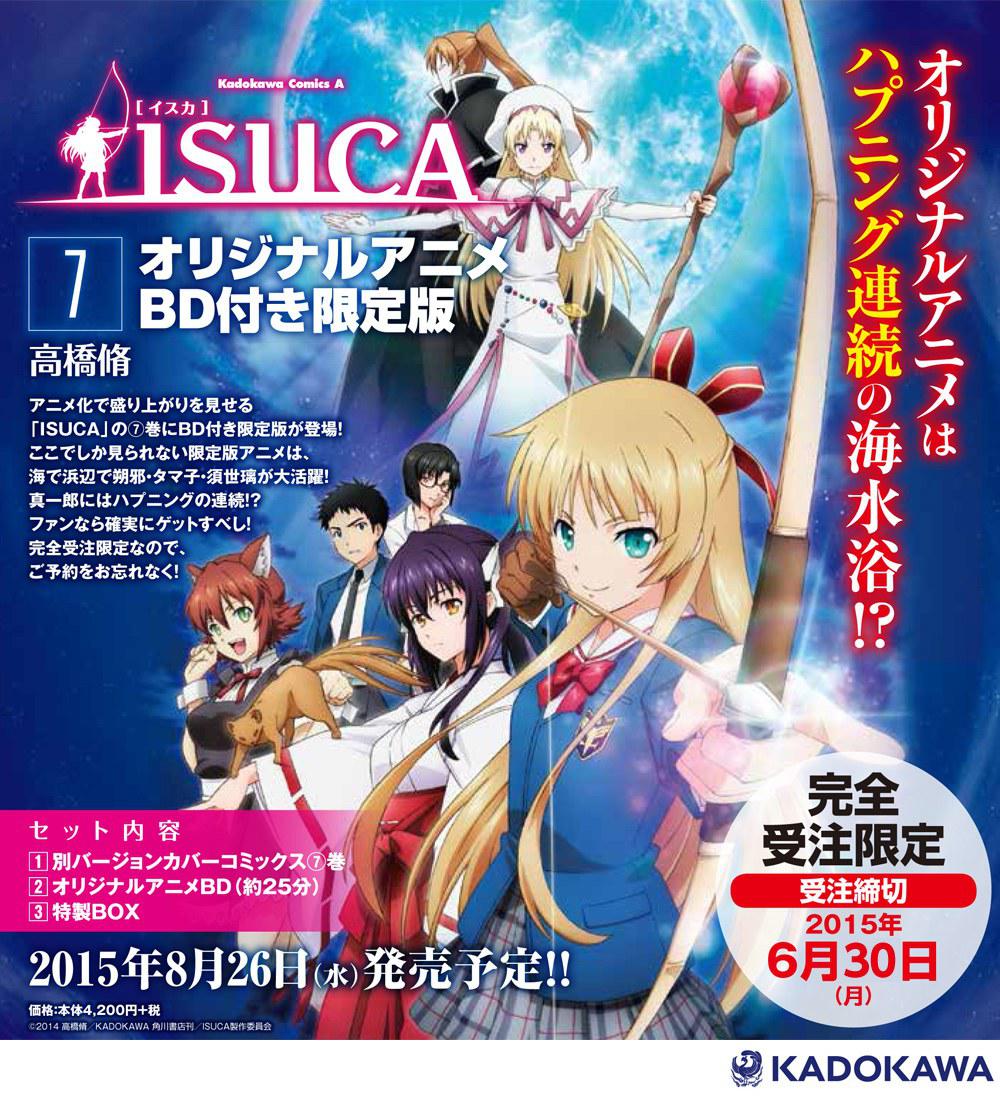 Kadokawa Comics A
[イスカ]
ISUCA
7
オリジナルアニメ
BD付き限定版
高橋脩
アニメ化で盛り上がりを見せる
「ISUCA」の⑦巻にBD付き限定版が登場!
ここでしか見られない限定版アニメは、
海で浜辺で朔邪・タマ子・須世璃が大活躍!
真一郎にはハプニングの連続!?
ファンなら確実にゲットすべし!
完全受注限定なので、
ご予約をお忘れなく!
オリジナルアニメは
ハプニング連続の海水浴!?
セット内容
1 別バージョンカバーコミックス⑦巻
2 オリジナルアニメBD(約25分)
3 特製BOX
2015年8月26日(水)発売予定!!
価格:本体4,200円+税
©2014 高橋脩/KADOKAWA 角川書店刊/ISUCA製作委員会
完全
受注限定
受注締切
2015年
6月30日
(月)
KADOKAWA